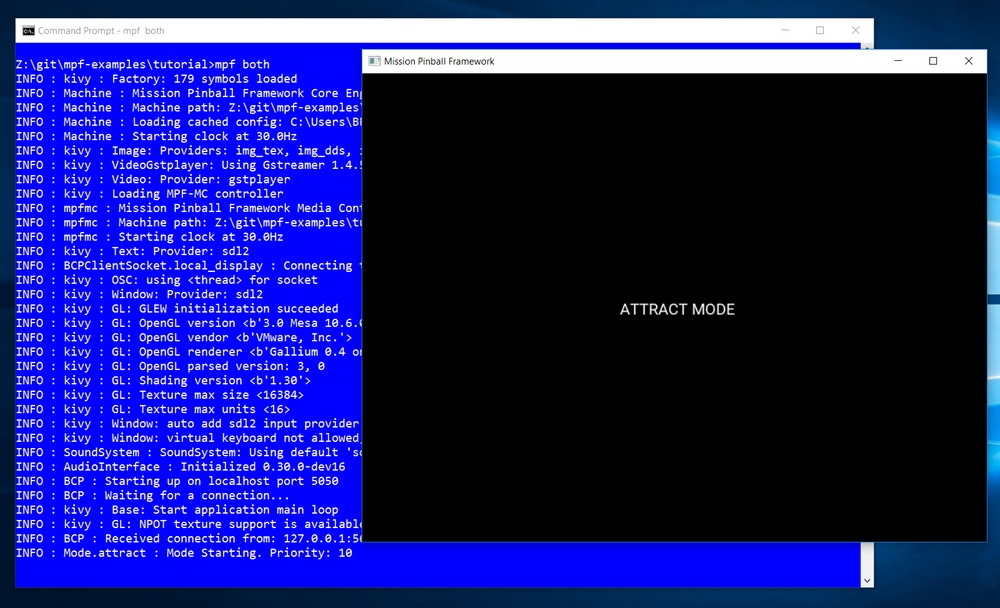 Command Prompt - mpf both
Z:\git\mpf-examples\tutorial>mpf both
INFO : kivy : Factory: 179 symbols loaded
INFO : Machine : Mission Pinball Framework Core
INFO : Machine : Machine path: Z:\git\mpf-examples\
INFO : Machine : Loading cached config: C:\Users\
INFO : Machine : Starting clock at 30.0Hz
INFO : kivy : Image: Providers: img_tex, img_dds,
INFO : kivy : VideoGstplayer: Using Gstreamer 1.4.
INFO : kivy : Video: Provider: gstplayer
INFO : kivy : Loading MPF-MC controller
INFO : mpfmc : Mission Pinball Framework Media
INFO : mpfmc : Machine path: Z:\git\mpf-examples\
INFO : mpfmc : Starting clock at 30.0Hz
INFO : kivy : Text: Provider: sdl2
INFO : BCPClientSocket.local_display : Connecting
INFO : kivy : OSC: using <thread> for socket
INFO : kivy : Window: Provider: sdl2
INFO : kivy : GL: GLEW initialization succeeded
INFO : kivy : GL: OpenGL version <b'3.0 Mesa 10.6.
INFO : kivy : GL: OpenGL vendor <b'VMware, Inc.'>
INFO : kivy : GL: OpenGL renderer <b'Gallium 0.4 on
INFO : kivy : GL: OpenGL parsed version: 3, 0
INFO : kivy : GL: Shading version <b'1.30'>
INFO : kivy : GL: Texture max size <16384>
INFO : kivy : GL: Texture max units <16>
INFO : kivy : Window: auto add sdl2 input provider
INFO : kivy : Window: virtual keyboard not allowed,
INFO : SoundSystem : SoundSystem: Using default
INFO : AudioInterface : Initialized 0.30.0-dev16
INFO : BCP : Starting up on localhost port 5050
INFO : BCP : Waiting for a connection...
INFO : kivy : Base: Start application main loop
INFO : kivy : GL: NPOT texture support is available
INFO : BCP : Received connection from: 127.0.0.1:
INFO : Mode.attract : Mode Starting. Priority: 10
Mission Pinball Framework
ATTRACT MODE